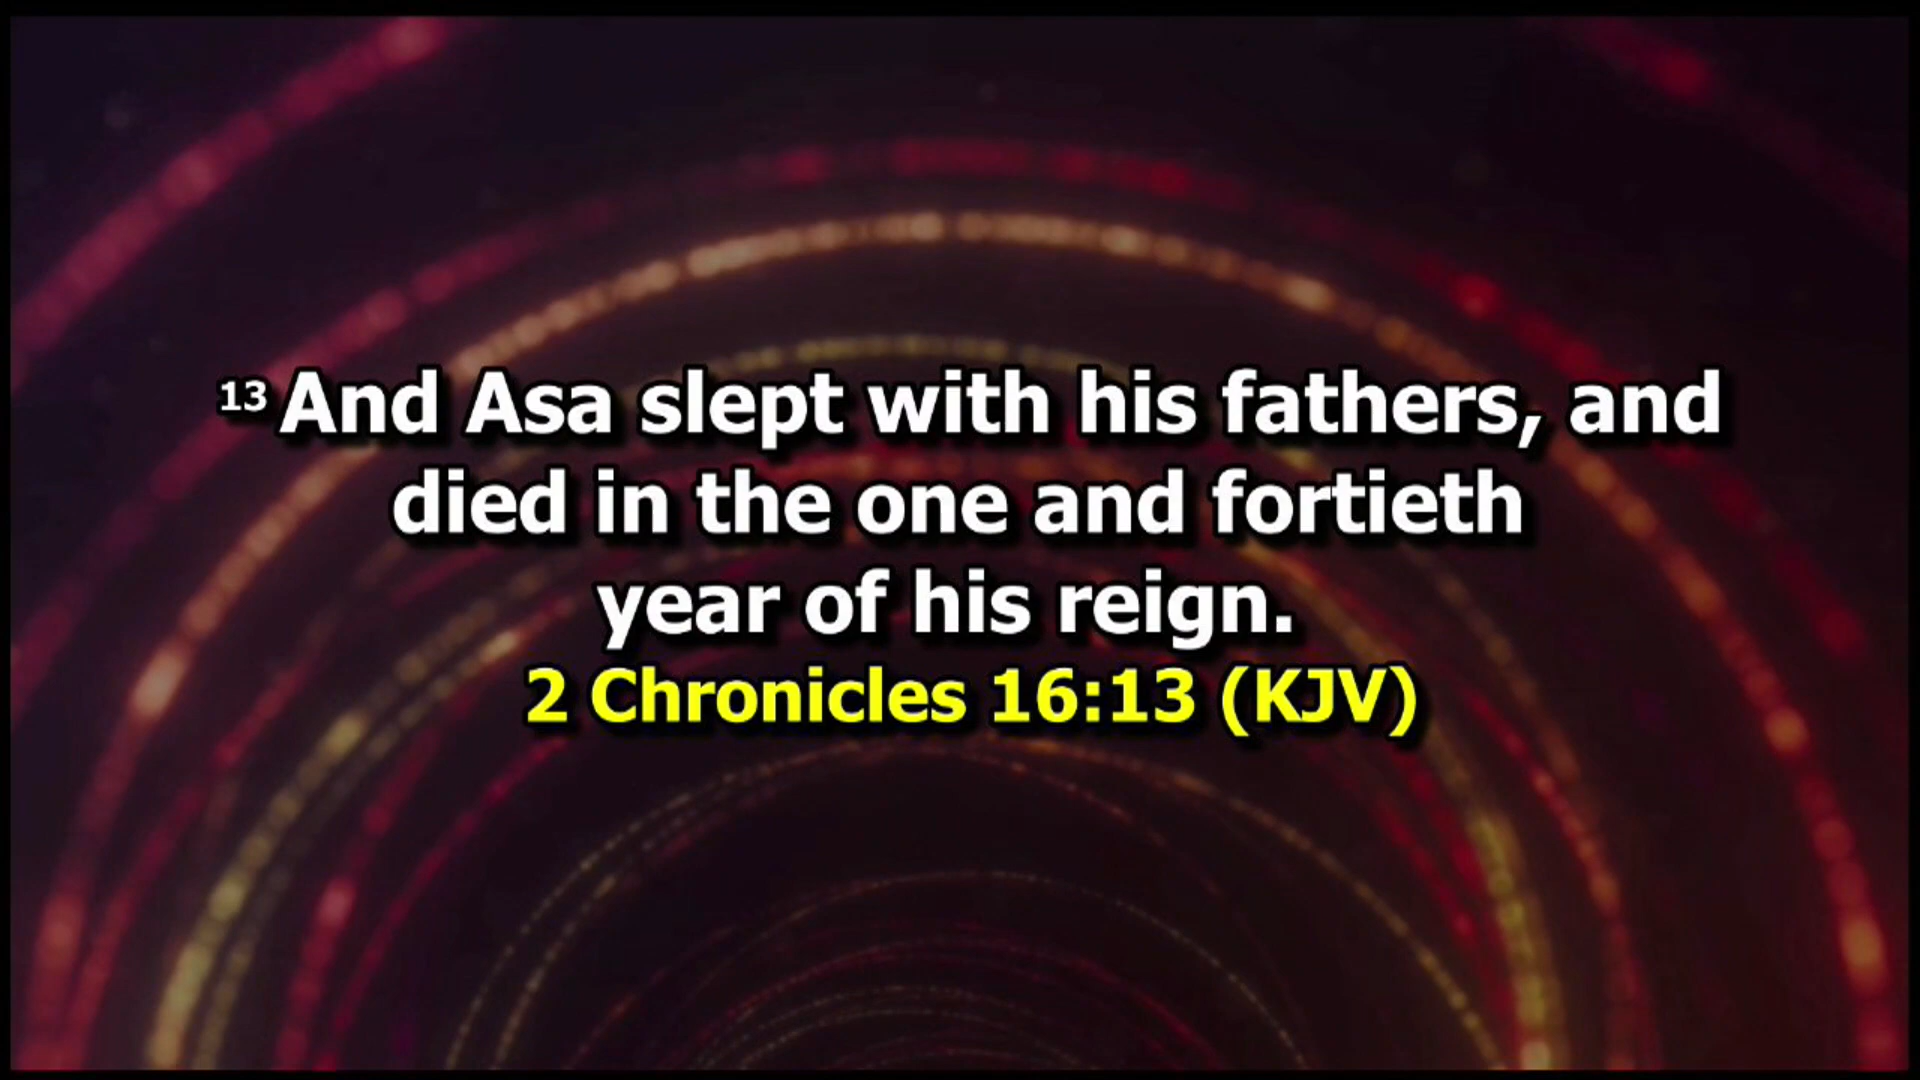 13 And Asa slept with his fathers, and
died in the one and fortieth
year of his reign.
2 Chronicles 16:13 (KJV)